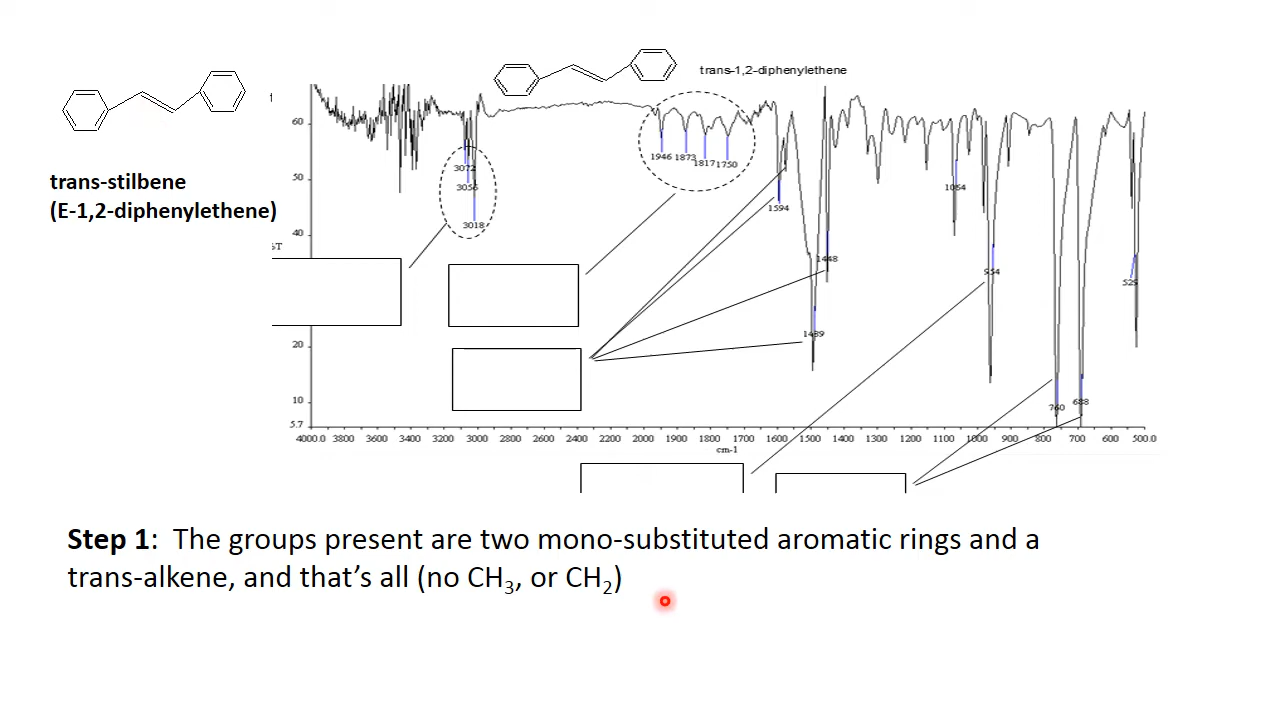 trans-1,2-diphenylethene
trans-stilbene
(E-1,2-diphenylethene)
60
50
40
20
10
5.7
1946 1873 1817 1750
3072
3056
3018
1594
1448
1489
1064
954
760
688
4000.0 3800 3600 3400 3200 3000 2800 2600 2400 2200 2000 1900 1800 1700 1600 1500 1400 1300 1200 1100 1000 900 800 700 600 500.0
cm-1
Step 1: The groups present are two mono-substituted aromatic rings and a
trans-alkene, and that’s all (no CH3, or CH2)